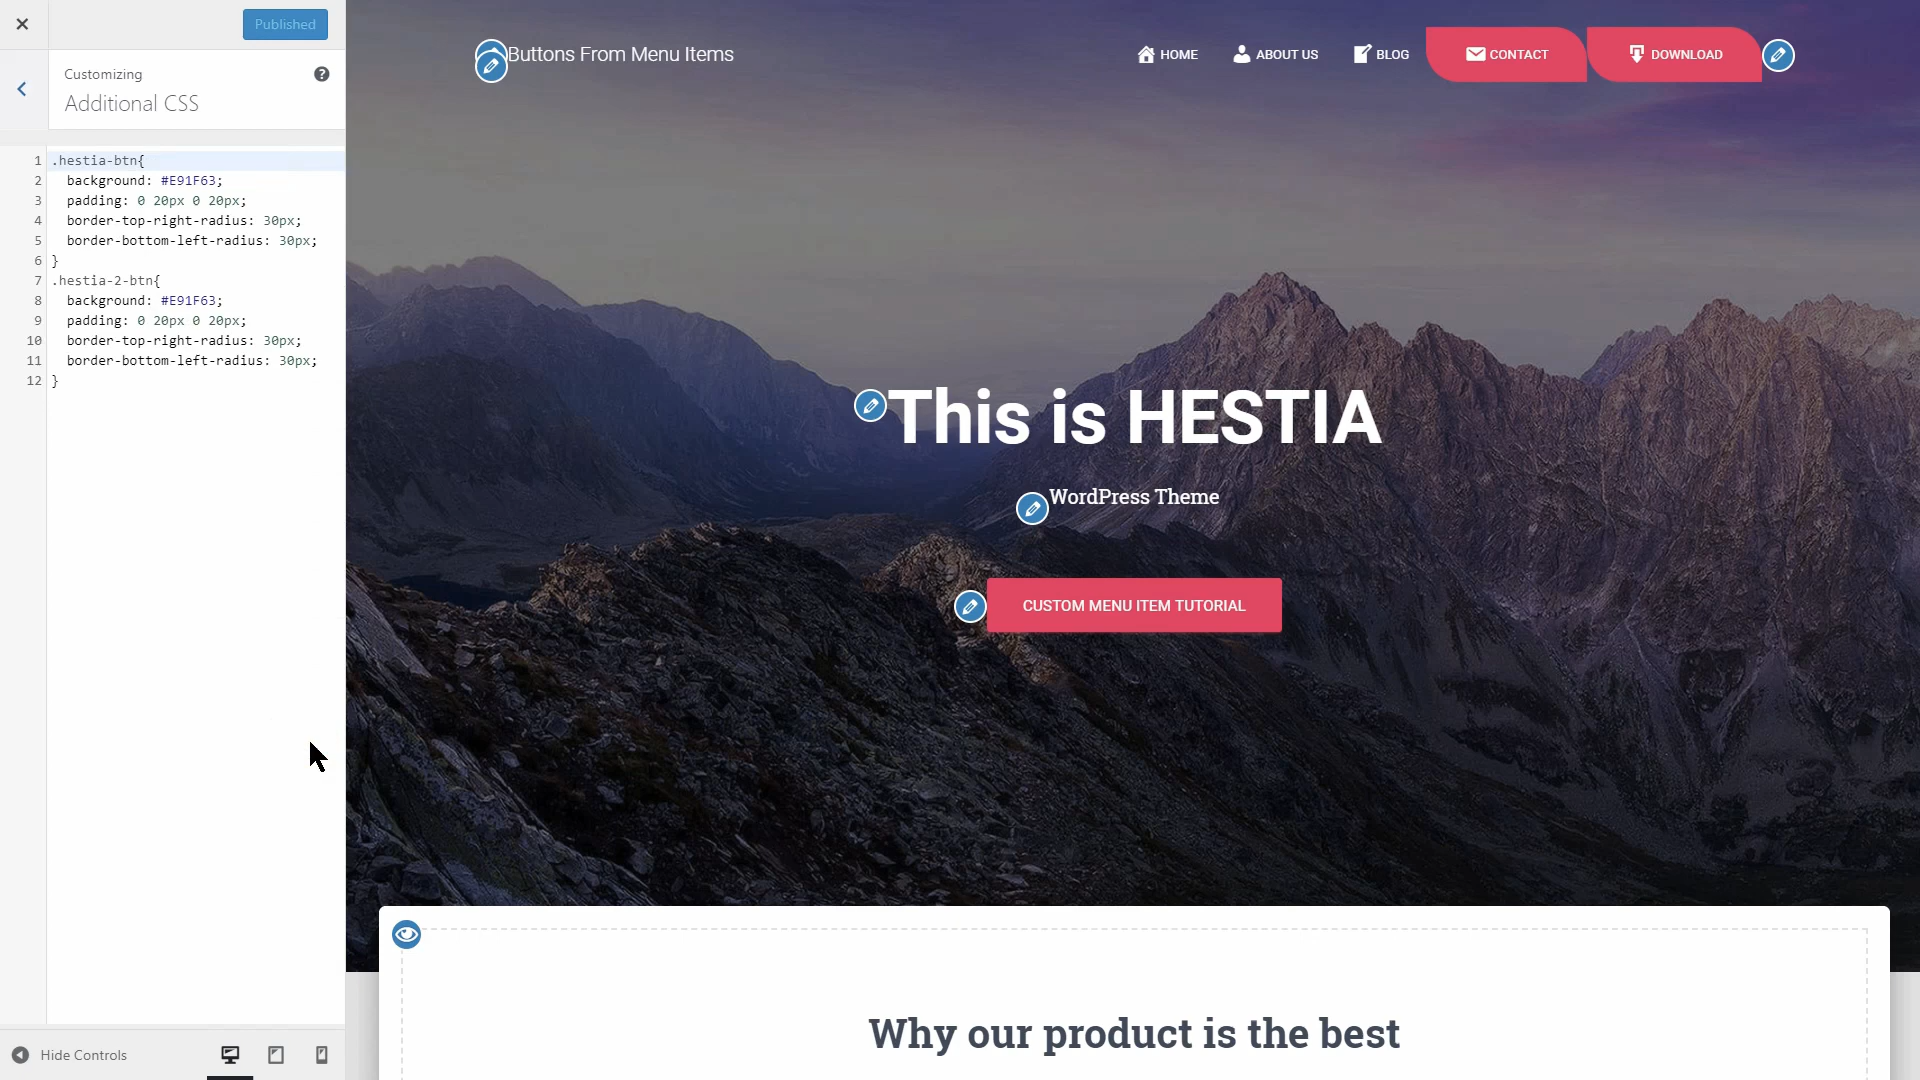 Published
Customizing
Additional CSS
1 .hestia-btn{
2 background: #E91F63;
3 padding: 0 20px 0 20px;
4 border-top-right-radius: 30px;
5 border-bottom-left-radius: 30px;
6 }
7 .hestia-2-btn{
8 background: #E91F63;
9 padding: 0 20px 0 20px;
10 border-top-right-radius: 30px;
11 border-bottom-left-radius: 30px;
12 }
Hide Controls
Buttons From Menu Items
HOME
ABOUT US
BLOG
CONTACT
DOWNLOAD
This is HESTIA
WordPress Theme
CUSTOM MENU ITEM TUTORIAL
Why our product is the best